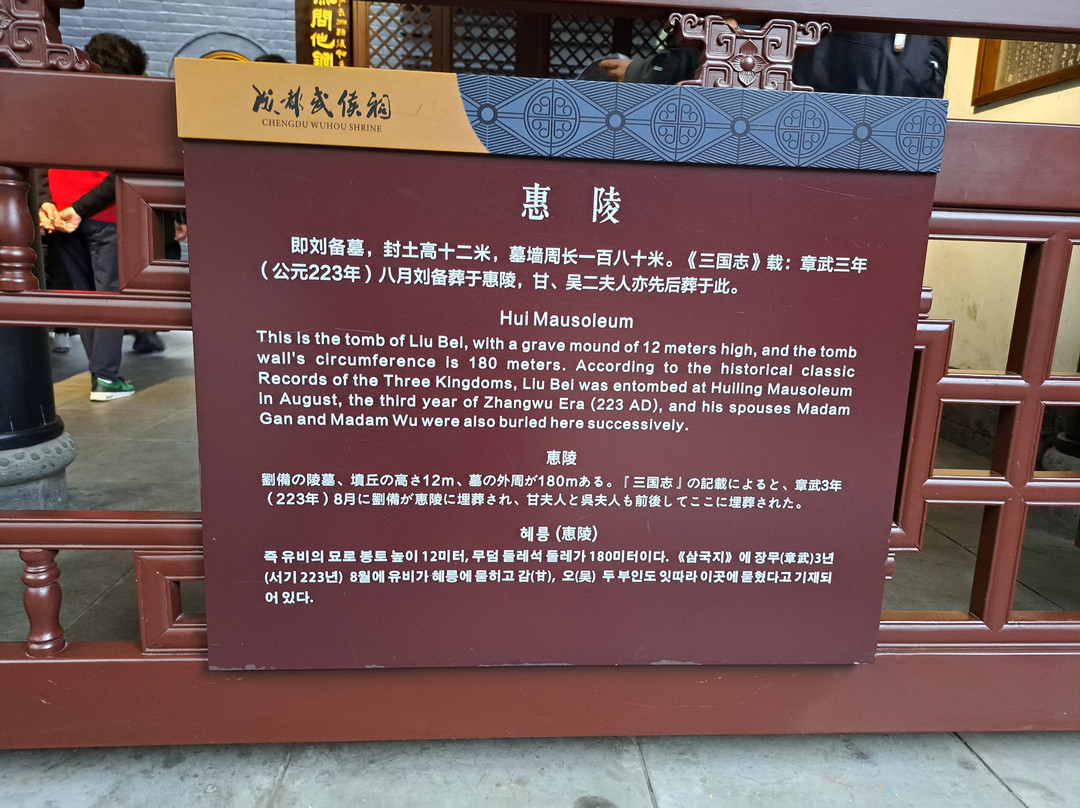 成都武侯祠
CHENGDU WUHOU SHRINE
惠 陵
即刘备墓，封土高十二米，墓墙周长一百八十米。《三国志》载：章武三年
（公元223年）八月刘备葬于惠陵，甘、吴二夫人亦先后葬于此。
Hui Mausoleum
This is the tomb of Liu Bei, with a grave mound of 12 meters high, and the tomb
wall's circumference is 180 meters. According to the historical classic
Records of the Three Kingdoms, Liu Bei was entombed at Huiling Mausoleum
in August, the third year of Zhangwu Era (223 AD), and his spouses Madam
Gan and Madam Wu were also buried here successively.
恵陵
劉備の陵墓、墳丘の高さ12m、墓の外周が180mある。『三国志』の記載によると、章武3年
（223年）8月に劉備が恵陵に埋葬され、甘夫人と呉夫人も前後してここに埋葬された。
혜릉 (惠陵)
즉 유비의 묘로 봉토 높이 12미터, 무덤 둘레석 둘레가 180미터이다. 《삼국지》에 장무(章武)3년
(서기 223년) 8월에 유비가 혜릉에 묻히고 감(甘), 오(吳) 두 부인도 잇따라 이곳에 묻혔다고 기재되
어 있다.